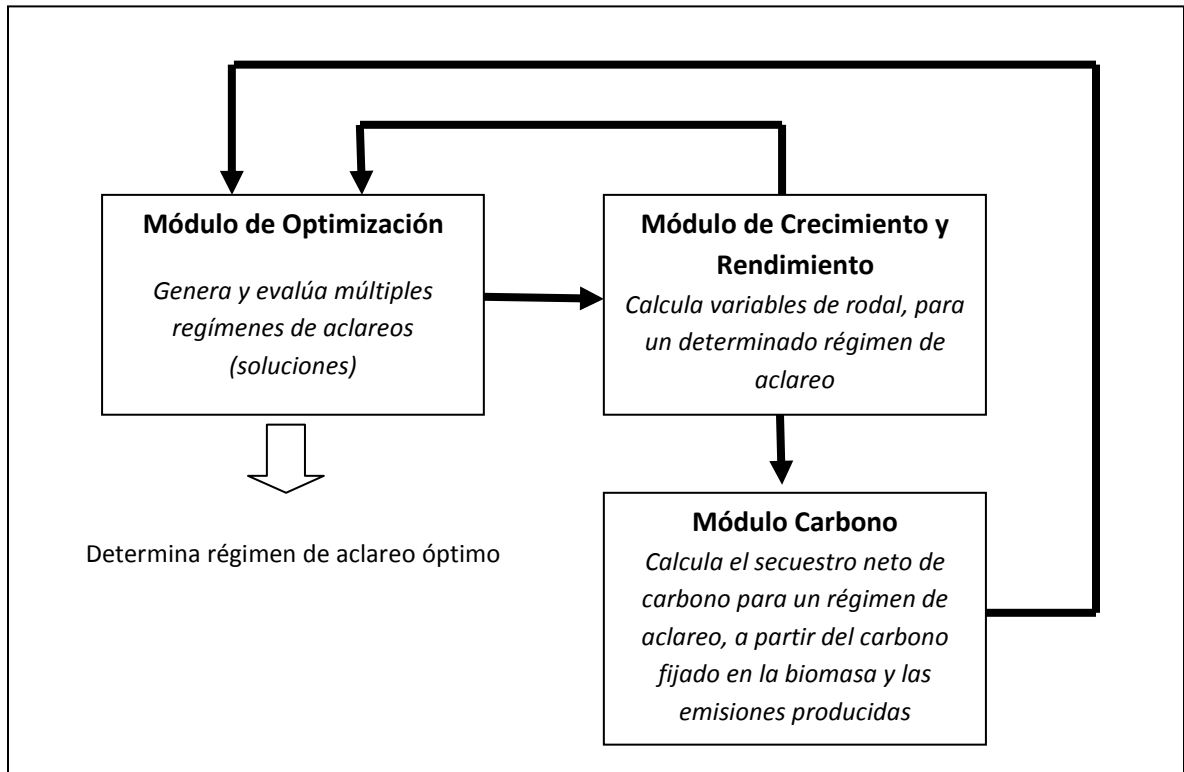 Módulo de Optimización
Genera y evalúa múltiples
regímenes de aclareos
(soluciones)
Módulo de Crecimiento y
Rendimiento
Calcula variables de rodal, para
un determinado régimen de
aclareo
Determina régimen de aclareo óptimo
Módulo Carbono
Calcula el secuestro neto de
carbono para un régimen de
aclareo, a partir del carbono
fijado en la biomasa y las
emisiones producidas